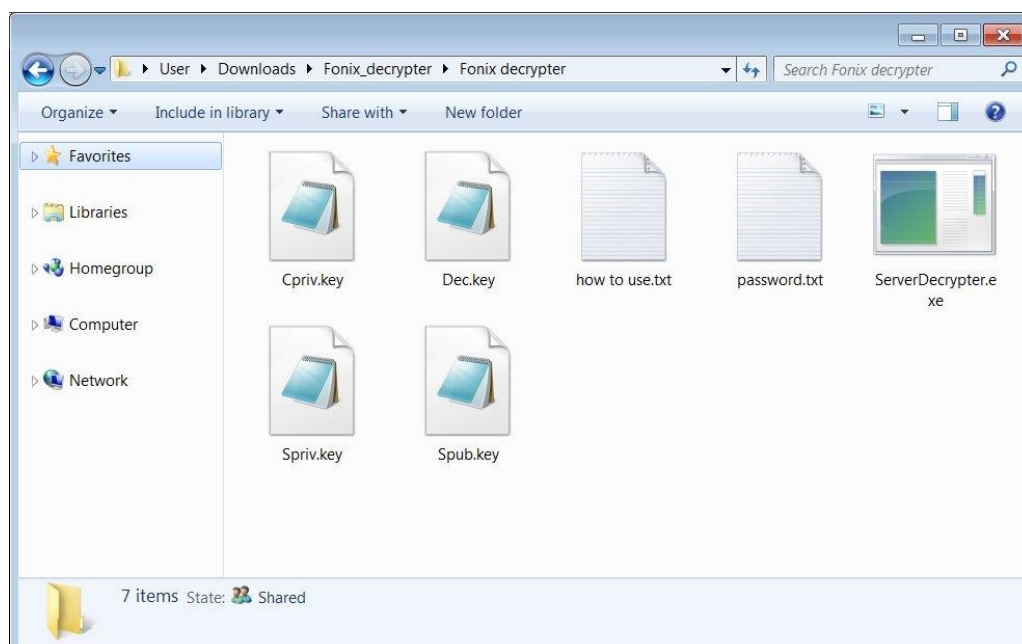 User Downloads Fonix_decrypter Fonix decrypter Search Fonix decrypter
Organize Include in library Share with New folder
Favorites
Libraries
Homegroup
Computer
Network
Cpriv.key Dec.key how to use.txt password.txt ServerDecrypter.e
xe
Spriv.key Spub.key
7 items State: Shared